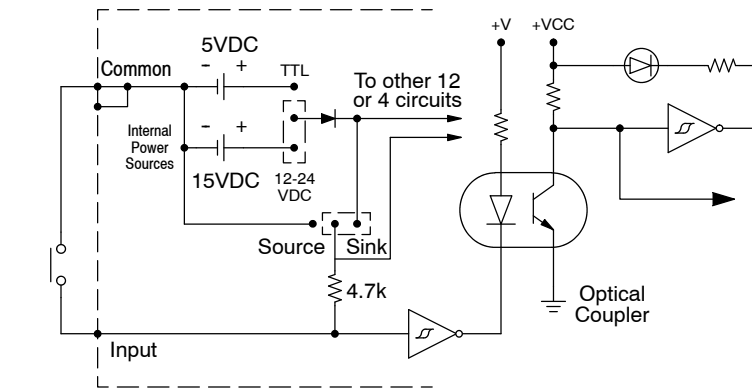 +V
+VCC
5VDC
- +
Common
TTL
To other 12
or 4 circuits
Internal
Power
Sources
- +
15VDC
12-24
VDC
Source
Sink
4.7k
Optical
Coupler
Input